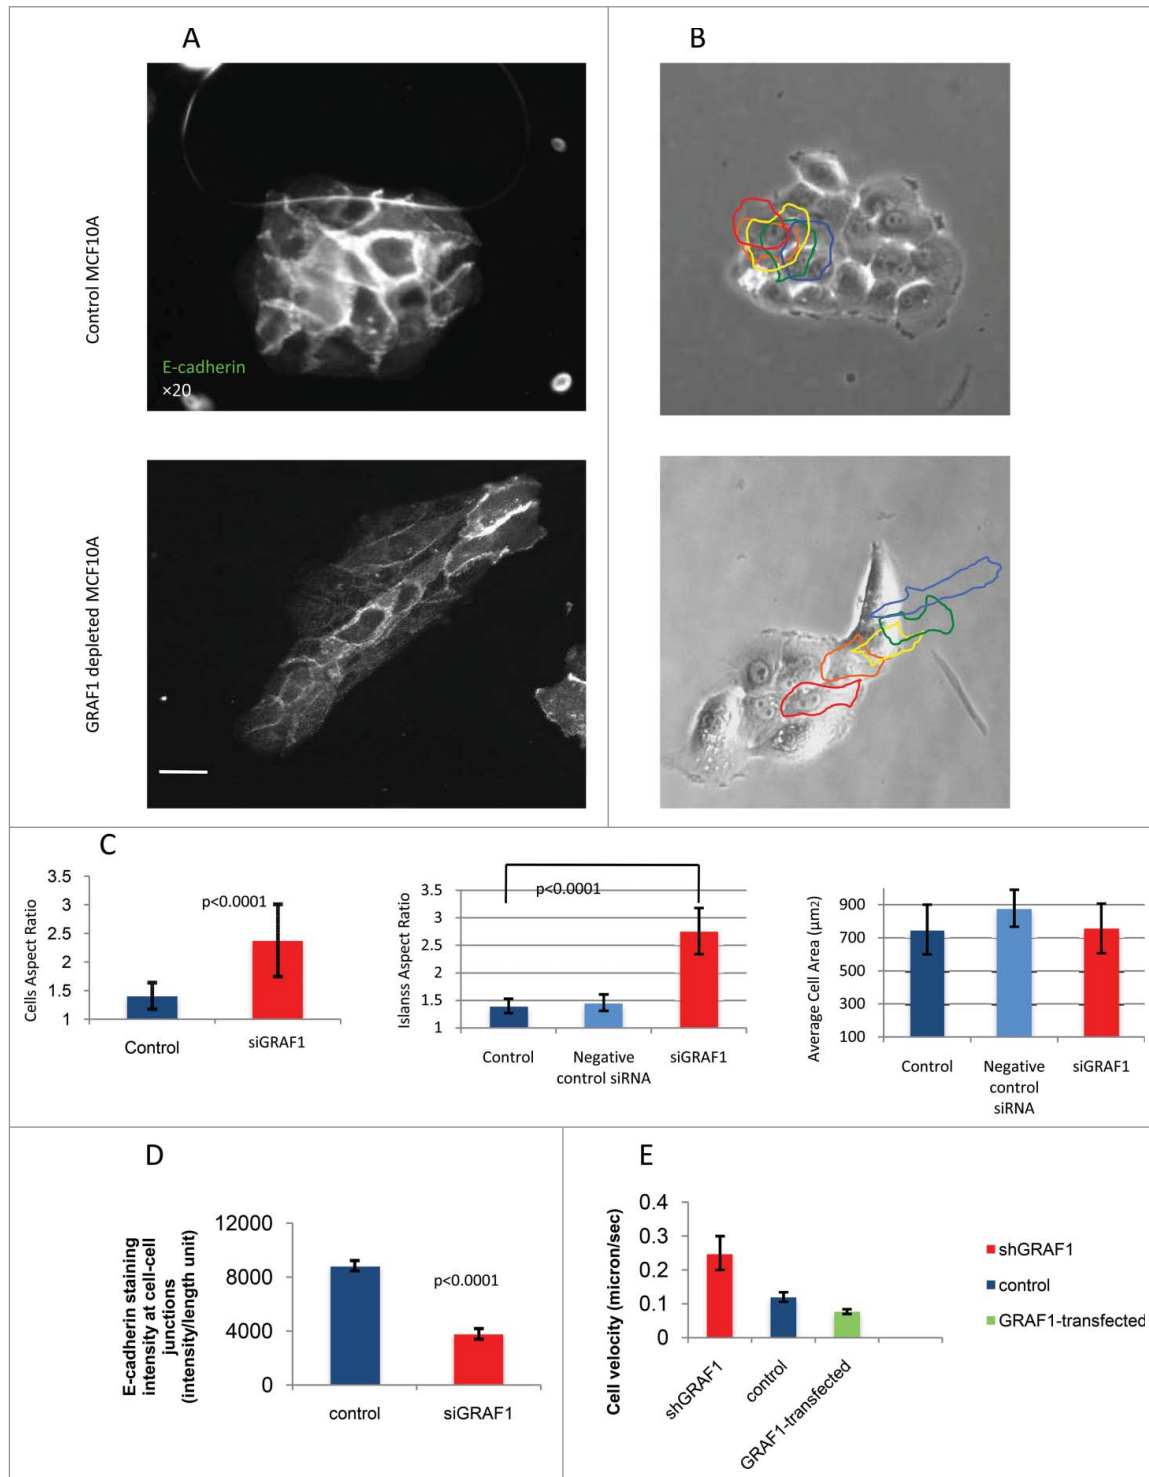 A
B
Control MCF10A
E-cadherin
×20
GRAF1 depleted MCF10A
C
Cells Aspect Ratio
3.5
3
2.5
2
1.5
1
p<0.0001
Control
siGRAF1
Islanss Aspect Ratio
3.5
3
2.5
2
1.5
1
p<0.0001
Control
Negative
control siRNA
siGRAF1
Average Cell Area (µm2)
900
700
500
300
100
Control
Negative
control
siRNA
siGRAF1
D
E-cadherin staining
intensity at cell-cell
junctions
(intensity/length unit)
12000
8000
4000
0
p<0.0001
control
siGRAF1
E
Cell velocity (micron/sec)
0.4
0.3
0.2
0.1
0
shGRAF1
control
GRAF1-transfected
shGRAF1
control
GRAF1-transfected